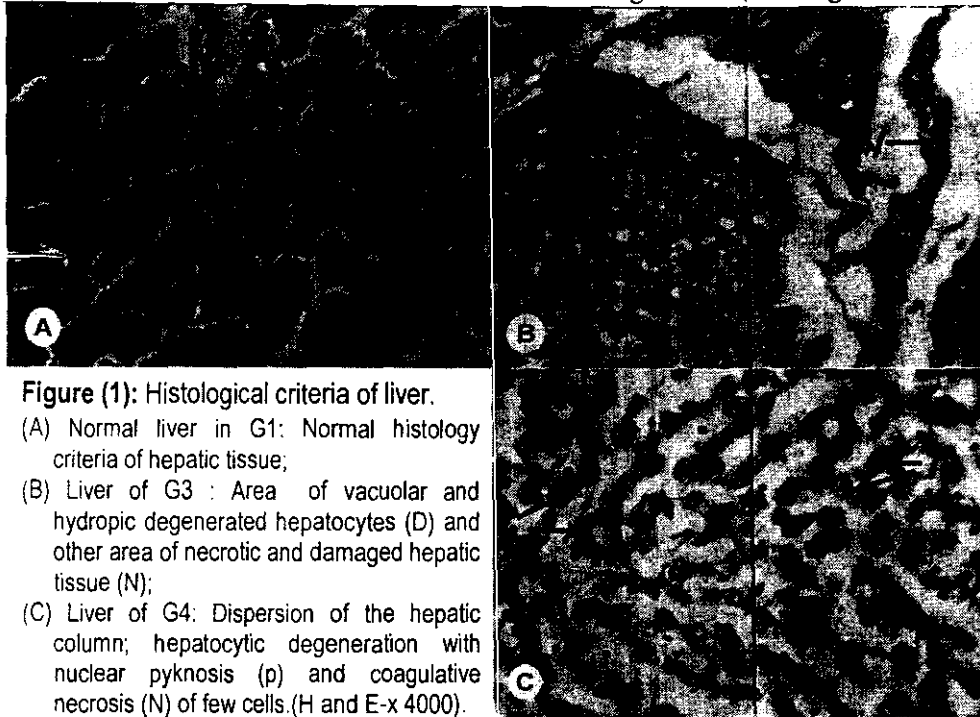 A
B
Figure (1): Histological criteria of liver.
(A) Normal liver in G1: Normal histology
criteria of hepatic tissue;
(B) Liver of G3 : Area of vacuolar and
hydropic degenerated hepatocytes (D) and
other area of necrotic and damaged hepatic
tissue (N);
(C) Liver of G4: Dispersion of the hepatic
column; hepatocytic degeneration with
nuclear pyknosis (p) and coagulative
necrosis (N) of few cells.(H and E-x 4000).
C